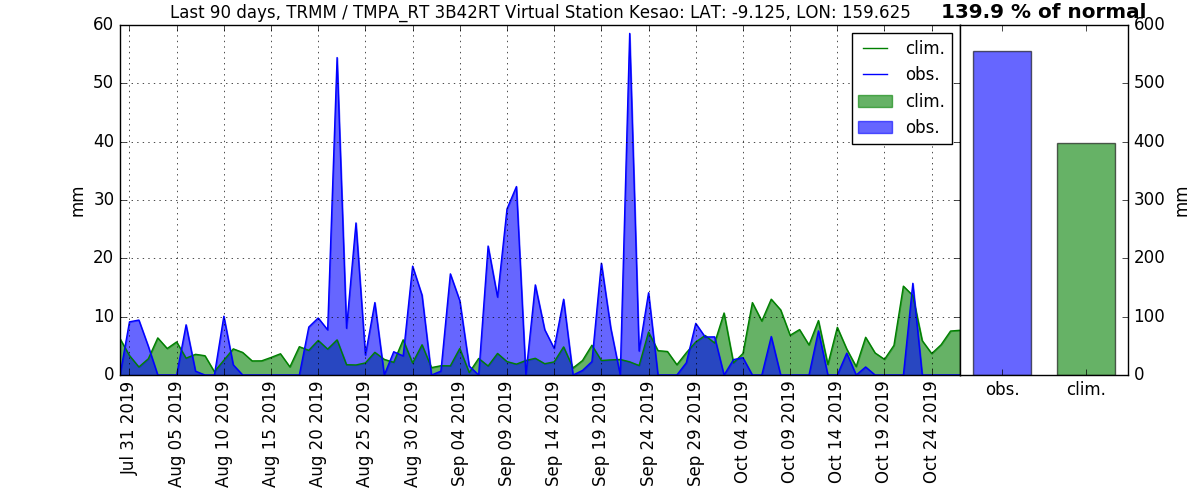 Last 90 days, TRMM / TMPA_RT 3B42RT Virtual Station Kesao: LAT: -9.125, LON: 159.625
139.9 % of normal
60
50
40
30
20
10
0
mm
clim.
obs.
clim.
obs.
600
500
400
300
200
100
0
mm
Jul 31 2019
Aug 05 2019
Aug 10 2019
Aug 15 2019
Aug 20 2019
Aug 25 2019
Aug 30 2019
Sep 04 2019
Sep 09 2019
Sep 14 2019
Sep 19 2019
Sep 24 2019
Sep 29 2019
Oct 04 2019
Oct 09 2019
Oct 14 2019
Oct 19 2019
Oct 24 2019
obs.
clim.